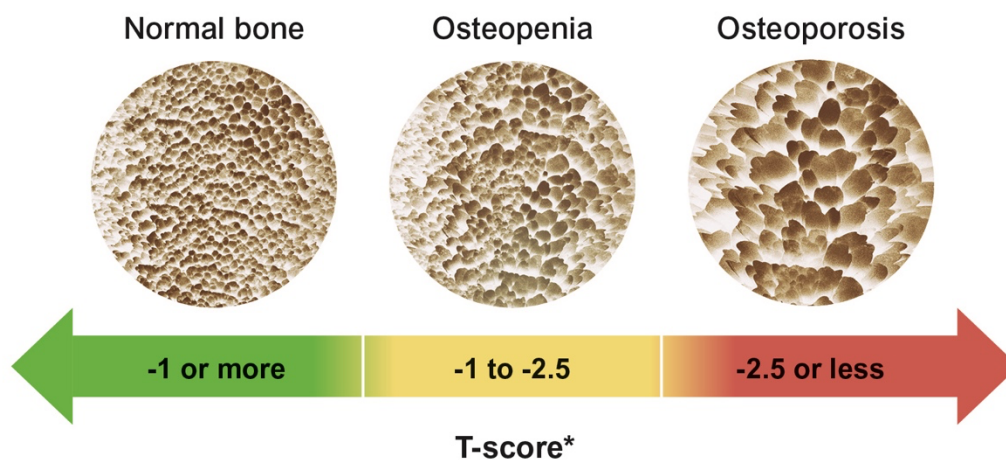 Normal bone Osteopenia Osteoporosis
-1 or more -1 to -2.5 -2.5 or less
T-score*